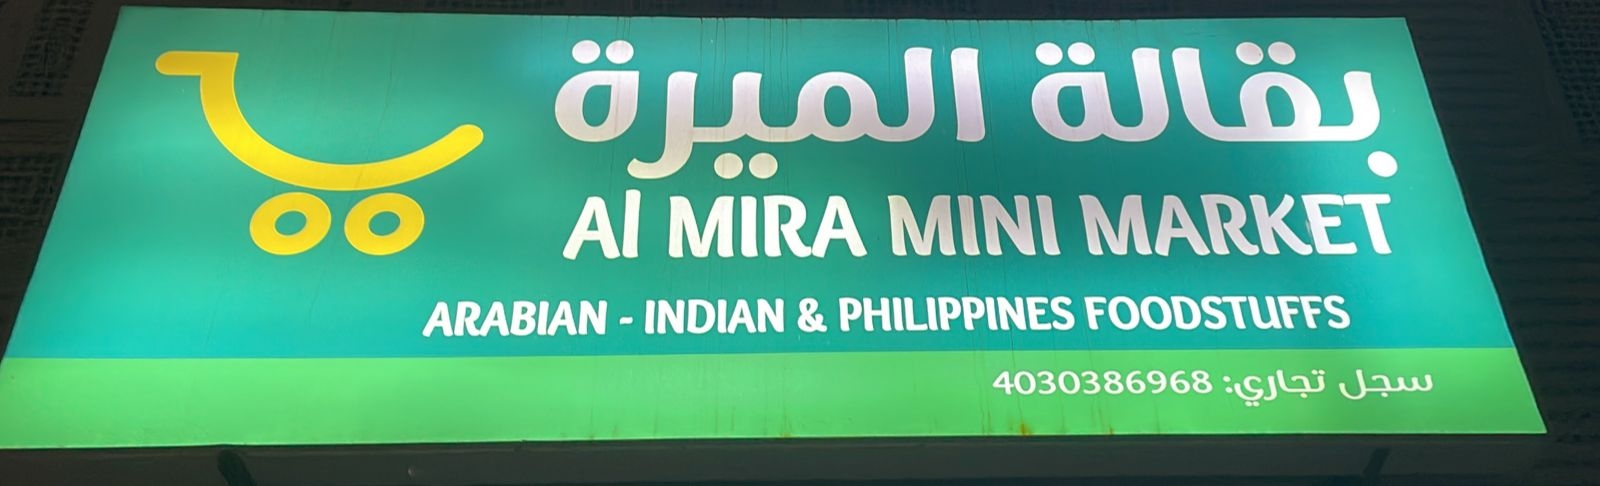 بقالة الميرة
Al MIRA MINI MARKET
ARABIAN - INDIAN & PHILIPPINES FOODSTUFFS
سجل تجاري: 4030386968